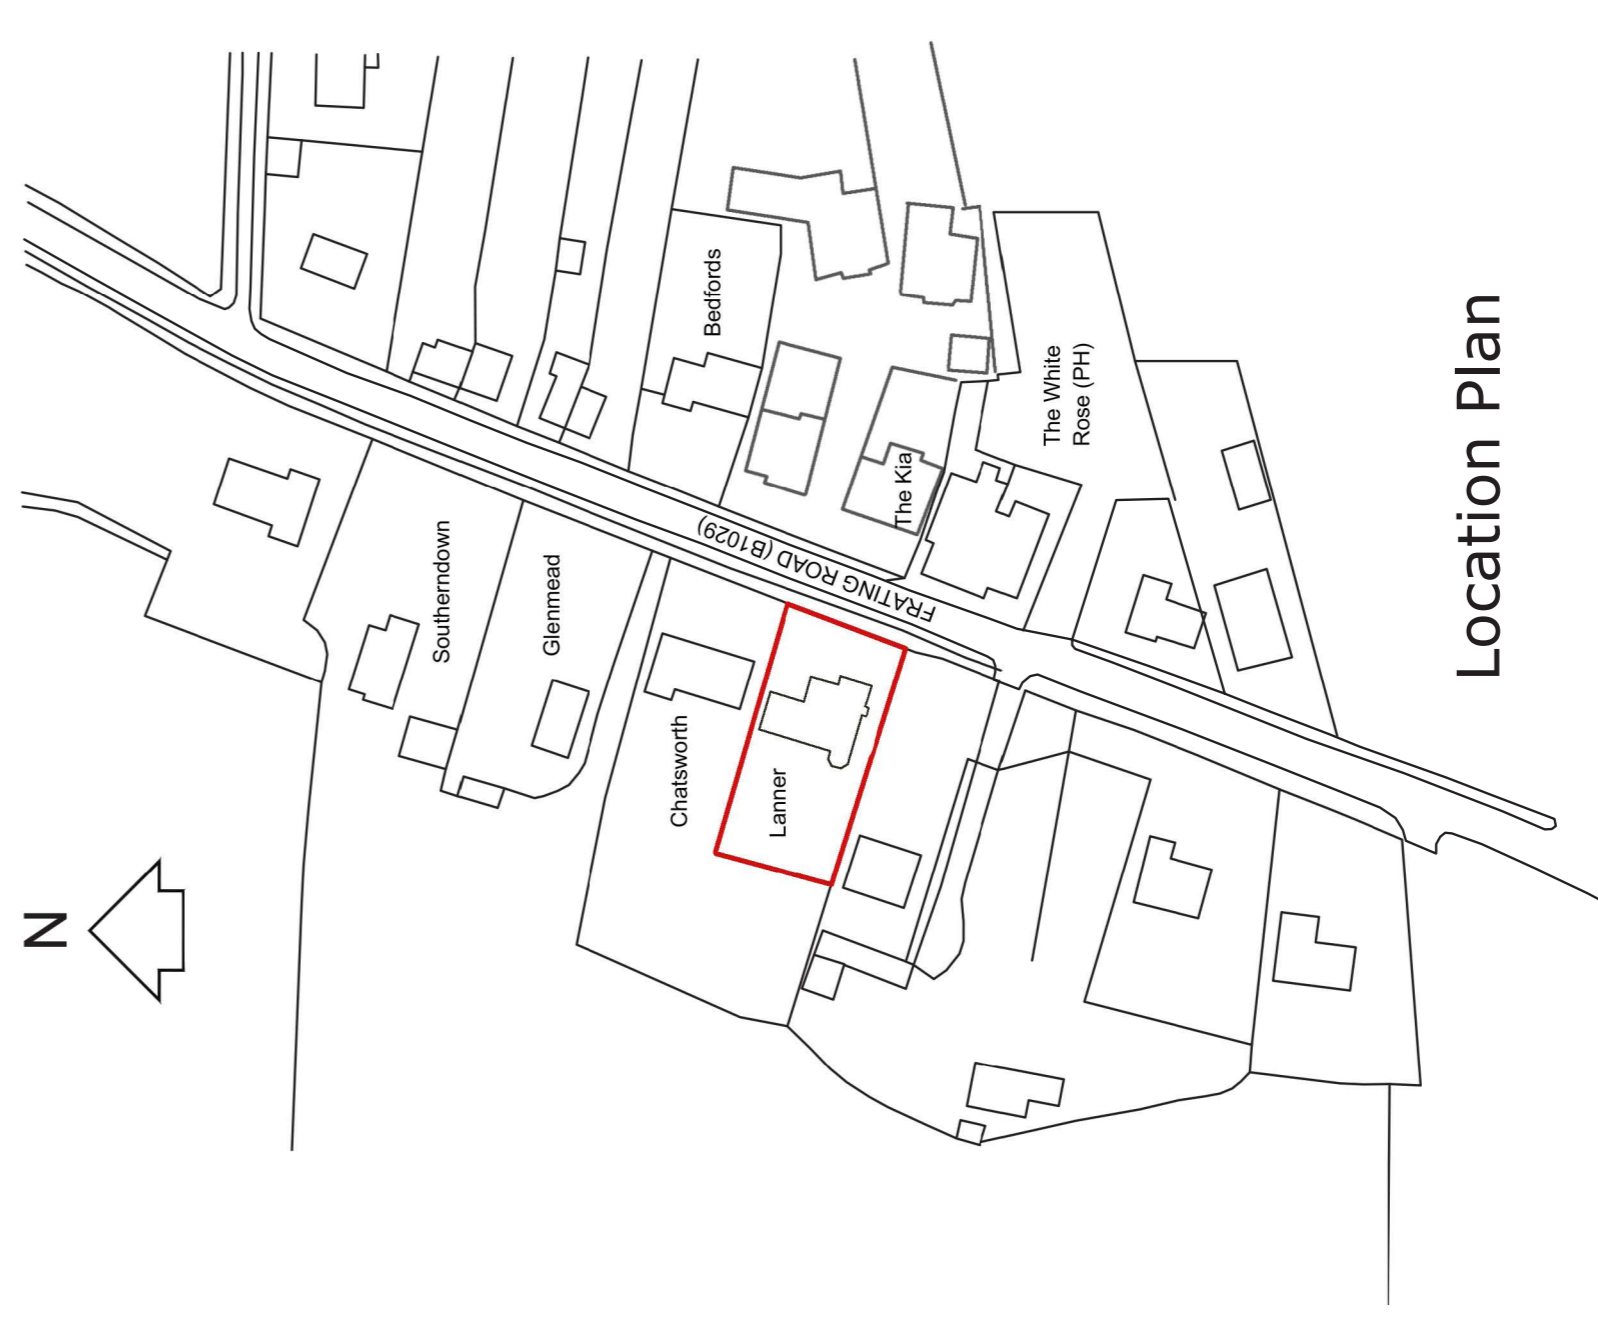 N
Southerndown
Glenmead
Chatsworth
Lanner
Bedfords
The Kia
The White
Rose (PH)
FRATING ROAD (B1029)
Location Plan